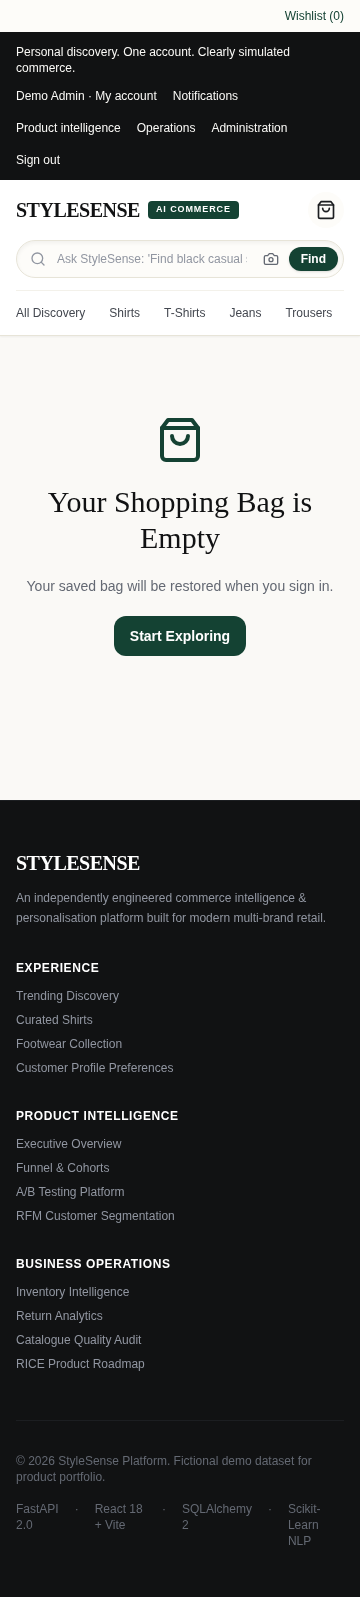 Wishlist (0)
Personal discovery. One account. Clearly simulated
commerce.
Demo Admin · My account Notifications
Product intelligence Operations Administration
Sign out
STYLESENSE AI COMMERCE
Ask StyleSense: 'Find black casual Find
All Discovery Shirts T-Shirts Jeans Trousers
Your Shopping Bag is
Empty
Your saved bag will be restored when you sign in.
Start Exploring
STYLESENSE
An independently engineered commerce intelligence &
personalisation platform built for modern multi-brand retail.
EXPERIENCE
Trending Discovery
Curated Shirts
Footwear Collection
Customer Profile Preferences
PRODUCT INTELLIGENCE
Executive Overview
Funnel & Cohorts
A/B Testing Platform
RFM Customer Segmentation
BUSINESS OPERATIONS
Inventory Intelligence
Return Analytics
Catalogue Quality Audit
RICE Product Roadmap
© 2026 StyleSense Platform. Fictional demo dataset for
product portfolio.
FastAPI · React 18 · SQLAlchemy · Scikit-
2.0 + Vite 2 Learn
NLP